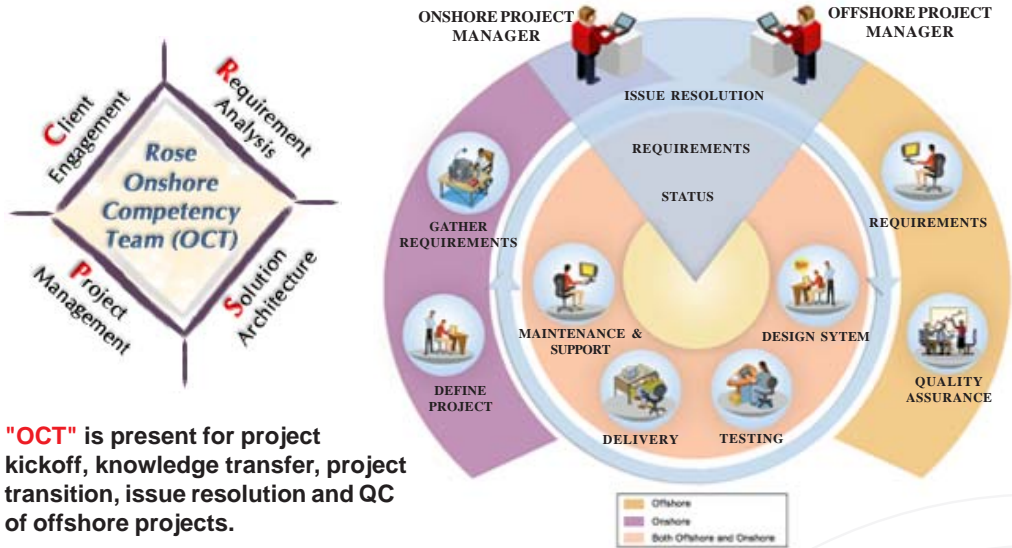 Client
Engagement
Requirement
Analysis
Rose
Onshore
Competency
Team (OCT)
Project
Management
Solution
Architecture
"OCT" is present for project
kickoff, knowledge transfer, project
transition, issue resolution and QC
of offshore projects.
ONSHORE PROJECT
MANAGER
OFFSHORE PROJECT
MANAGER
ISSUE RESOLUTION
REQUIREMENTS
STATUS
GATHER
REQUIREMENTS
REQUIREMENTS
MAINTENANCE &
SUPPORT
DESIGN SYTEM
DEFINE
PROJECT
QUALITY
ASSURANCE
DELIVERY
TESTING
Offshore
Onshore
Both Offshore and Onshore